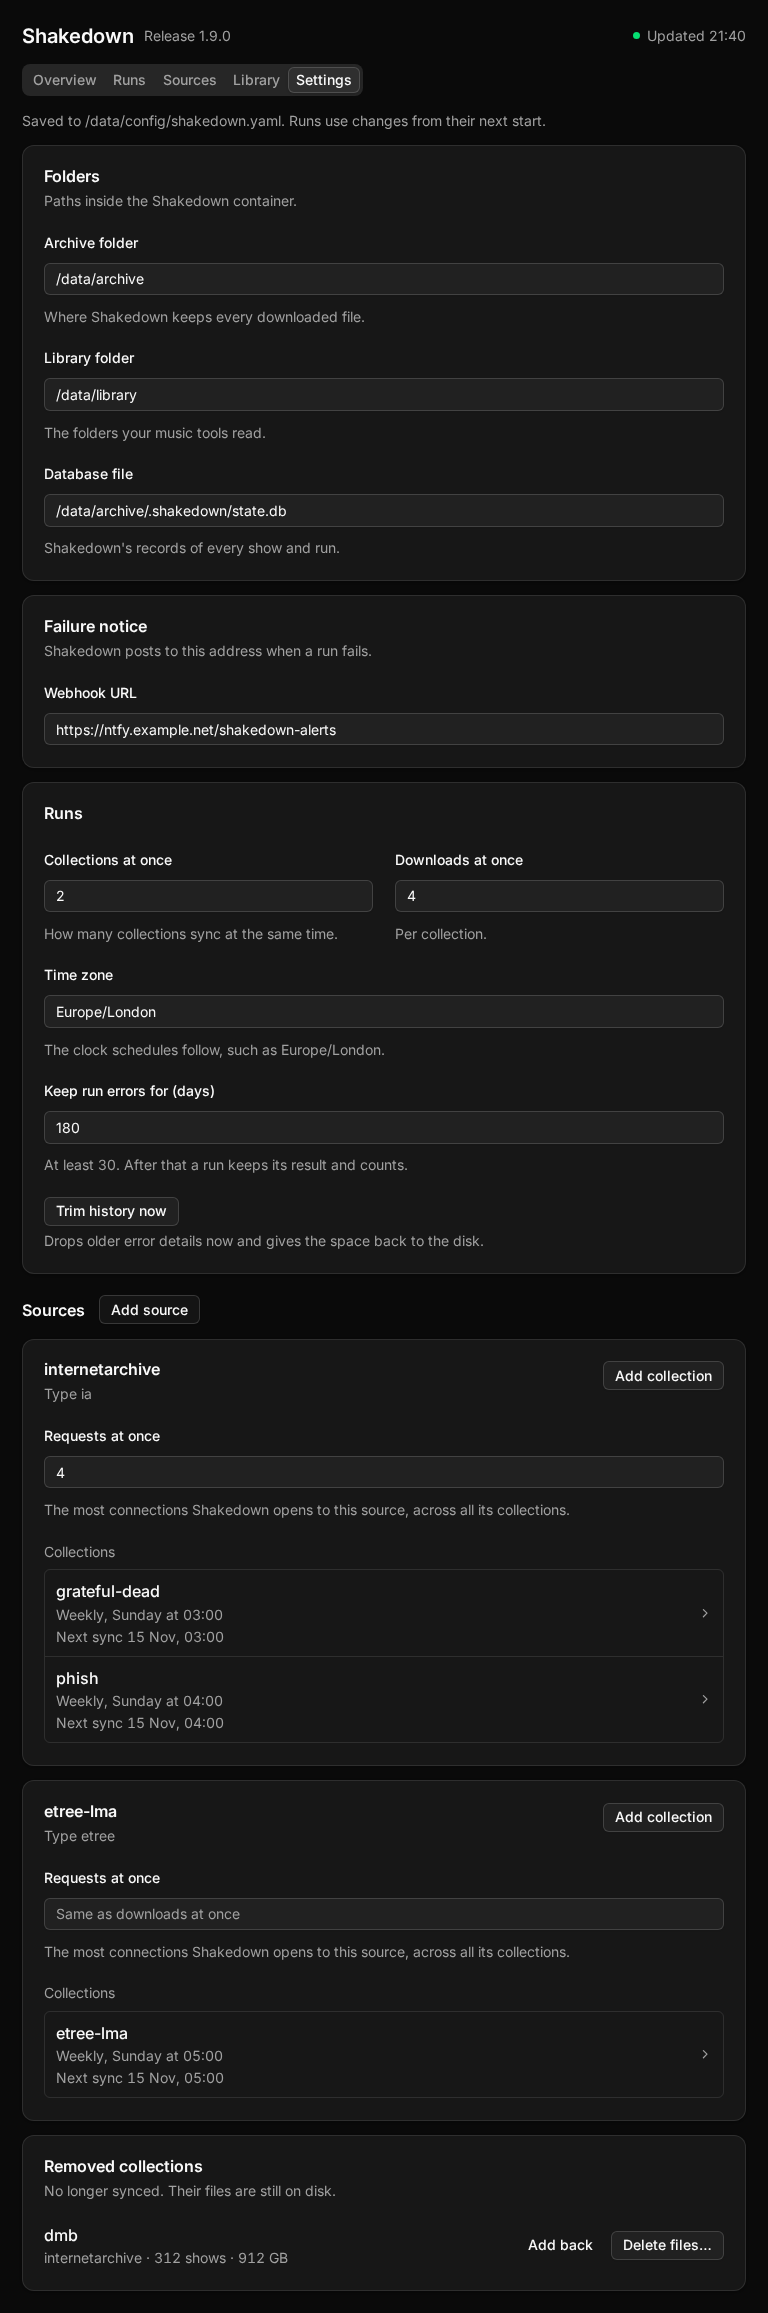 Shakedown Release 1.9.0 Updated 21:40
Overview Runs Sources Library Settings
Saved to /data/config/shakedown.yaml. Runs use changes from their next start.
Folders
Paths inside the Shakedown container.
Archive folder
/data/archive
Where Shakedown keeps every downloaded file.
Library folder
/data/library
The folders your music tools read.
Database file
/data/archive/.shakedown/state.db
Shakedown's records of every show and run.
Failure notice
Shakedown posts to this address when a run fails.
Webhook URL
https://ntfy.example.net/shakedown-alerts
Runs
Collections at once Downloads at once
2 4
How many collections sync at the same time. Per collection.
Time zone
Europe/London
The clock schedules follow, such as Europe/London.
Keep run errors for (days)
180
At least 30. After that a run keeps its result and counts.
Trim history now
Drops older error details now and gives the space back to the disk.
Sources Add source
internetarchive Add collection
Type ia
Requests at once
4
The most connections Shakedown opens to this source, across all its collections.
Collections
grateful-dead
Weekly, Sunday at 03:00
Next sync 15 Nov, 03:00
phish
Weekly, Sunday at 04:00
Next sync 15 Nov, 04:00
etree-lma Add collection
Type etree
Requests at once
Same as downloads at once
The most connections Shakedown opens to this source, across all its collections.
Collections
etree-lma
Weekly, Sunday at 05:00
Next sync 15 Nov, 05:00
Removed collections
No longer synced. Their files are still on disk.
dmb Add back Delete files...
internetarchive · 312 shows · 912 GB